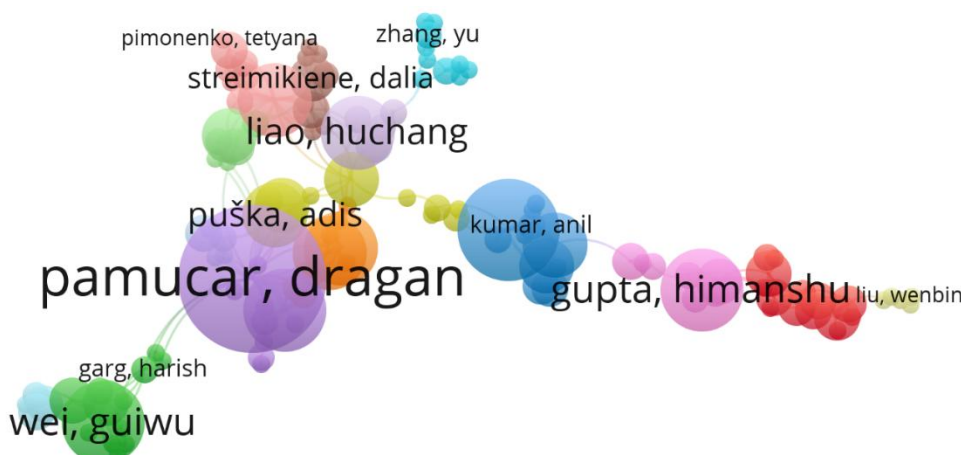 pimonenko, tetyana
zhang, yu
streimikiene, dalia
liao, huchang
puška, adis
kumar, anil
pamucar, dragan
gupta, himanshu
liu, wenbin
garg, harish
wei, guiwu